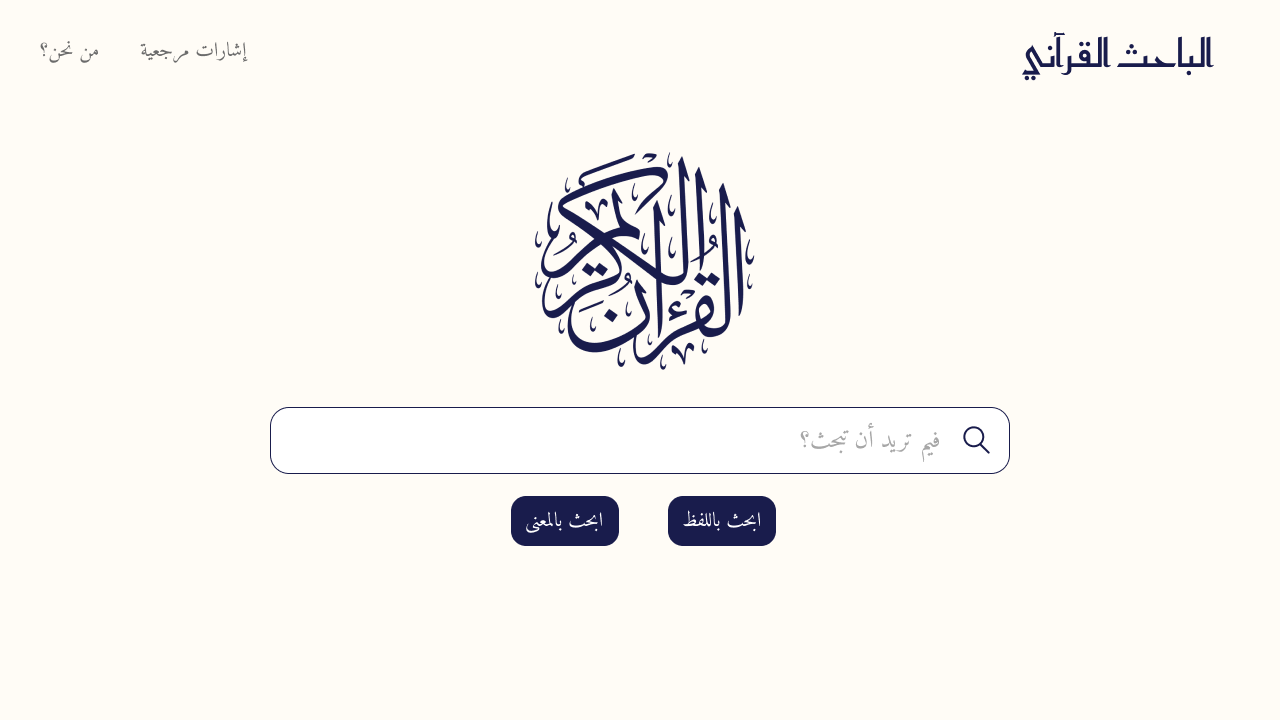 الباحث القرآني
إشارات مرجعية
من نحن؟
القرآن الكريم
فيم تريد أن تبحث؟
ابحث باللفظ
ابحث بالمعنى